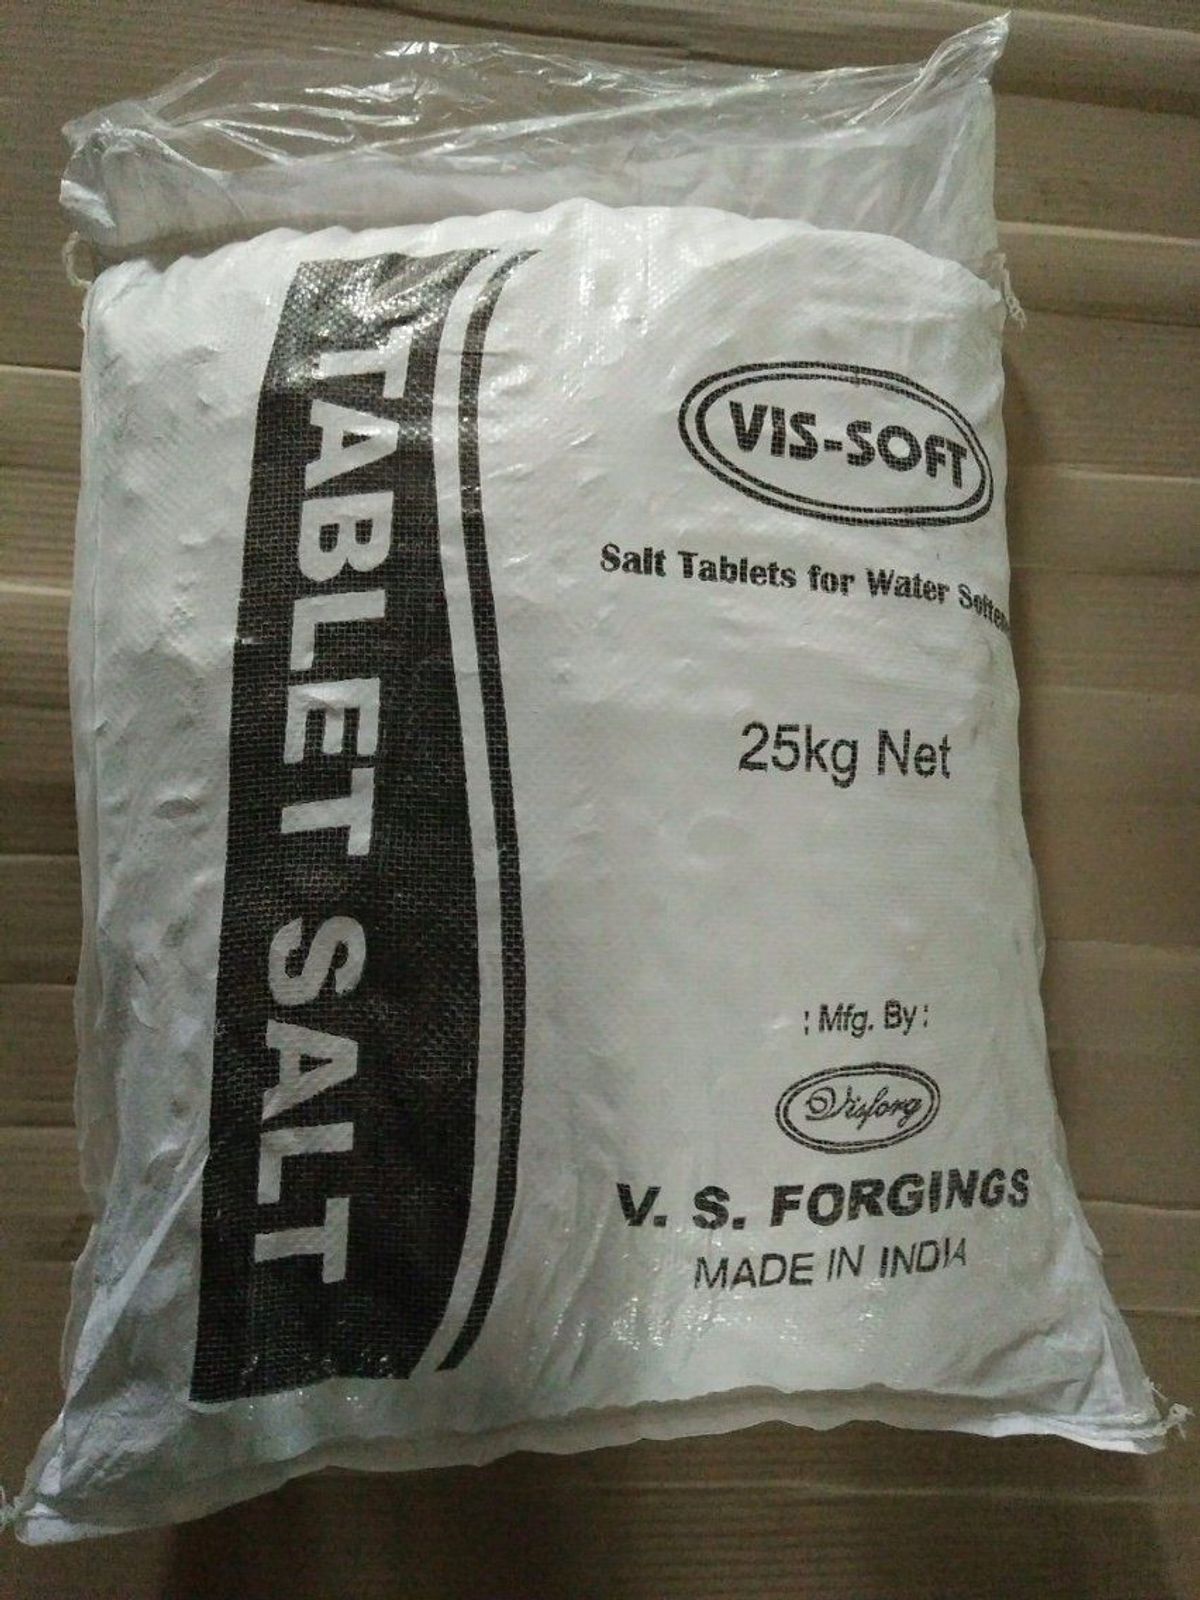 TABLET SALT
VIS-SOFT
Salt Tablets for Water
25kg Net
: Mfg. By :
Visforg
V. S. FORGINGS
MADE IN INDIA